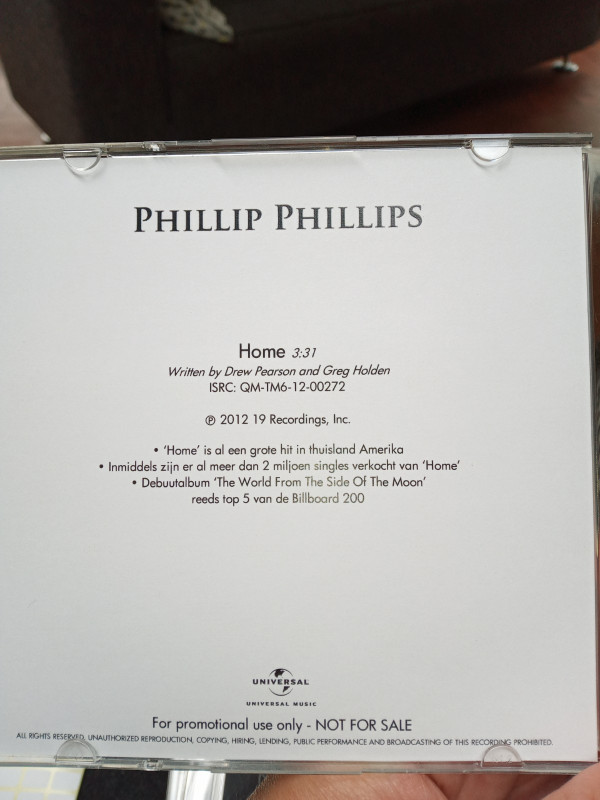 PHILLIP PHILLIPS
Home 3:31
Written by Drew Pearson and Greg Holden
ISRC: QM-TM6-12-00272
℗ 2012 19 Recordings, Inc.
• 'Home' is al een grote hit in thuisland Amerika
• Inmiddels zijn er al meer dan 2 miljoen singles verkocht van 'Home'
• Debuutalbum 'The World From The Side Of The Moon'
reeds top 5 van de Billboard 200
UNIVERSAL
UNIVERSAL MUSIC
For promotional use only - NOT FOR SALE
ALL RIGHTS RESERVED. UNAUTHORIZED REPRODUCTION, COPYING, HIRING, LENDING, PUBLIC PERFORMANCE AND BROADCASTING OF THIS RECORDING PROHIBITED.